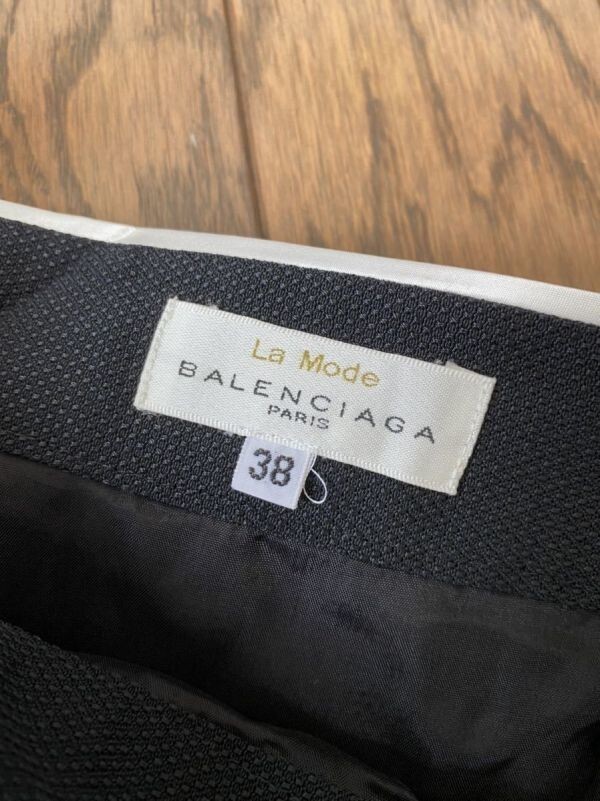 La Mode
BALENCIAGA
PARIS
38